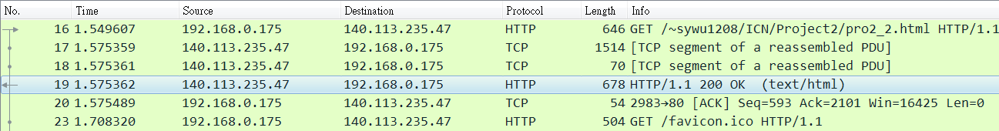 No. Time Source Destination Protocol Length Info
16 1.549607 192.168.0.175 140.113.235.47 HTTP 646 GET /~sywu1208/ICN/Project2/pro2_2.html HTTP/1.1
17 1.575359 140.113.235.47 192.168.0.175 TCP 1514 [TCP segment of a reassembled PDU]
18 1.575361 140.113.235.47 192.168.0.175 TCP 70 [TCP segment of a reassembled PDU]
19 1.575362 140.113.235.47 192.168.0.175 HTTP 678 HTTP/1.1 200 OK  (text/html)
20 1.575489 192.168.0.175 140.113.235.47 TCP 54 2983→80 [ACK] Seq=593 Ack=2101 Win=16425 Len=0
23 1.708320 192.168.0.175 140.113.235.47 HTTP 504 GET /favicon.ico HTTP/1.1